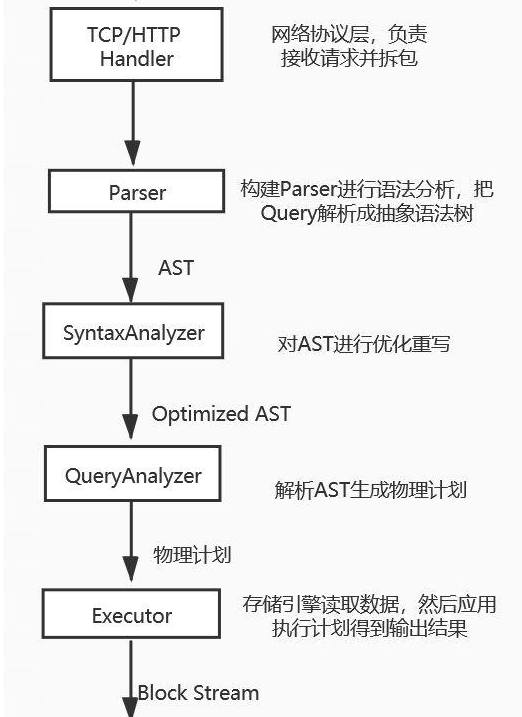 TCP/HTTP
Handler
网络协议层，负责
接收请求并拆包
Parser
构建Parser进行语法分析，把
Query解析成抽象语法树
AST
SyntaxAnalyzer
对AST进行优化重写
Optimized AST
QueryAnalyzer
解析AST生成物理计划
物理计划
Executor
存储引擎读取数据，然后应用
执行计划得到输出结果
Block Stream